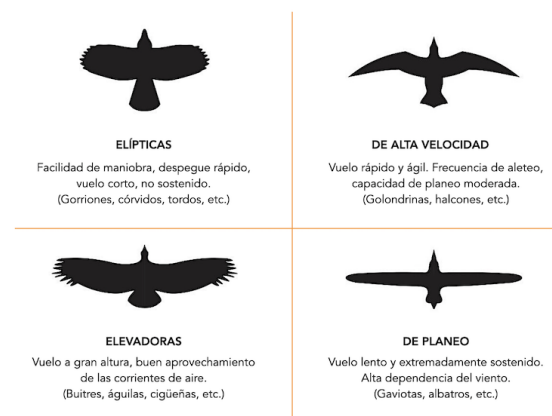 ELÍPTICAS
Facilidad de maniobra, despegue rápido,
vuelo corto, no sostenido.
(Gorriones, córvidos, tordos, etc.)
DE ALTA VELOCIDAD
Vuelo rápido y ágil. Frecuencia de aleteo,
capacidad de planeo moderada.
(Golondrinas, halcones, etc.)
ELEVADORAS
Vuelo a gran altura, buen aprovechamiento
de las corrientes de aire.
(Buitres, águilas, cigüeñas, etc.)
DE PLANEO
Vuelo lento y extremadamente sostenido.
Alta dependencia del viento.
(Gaviotas, albatros, etc.)